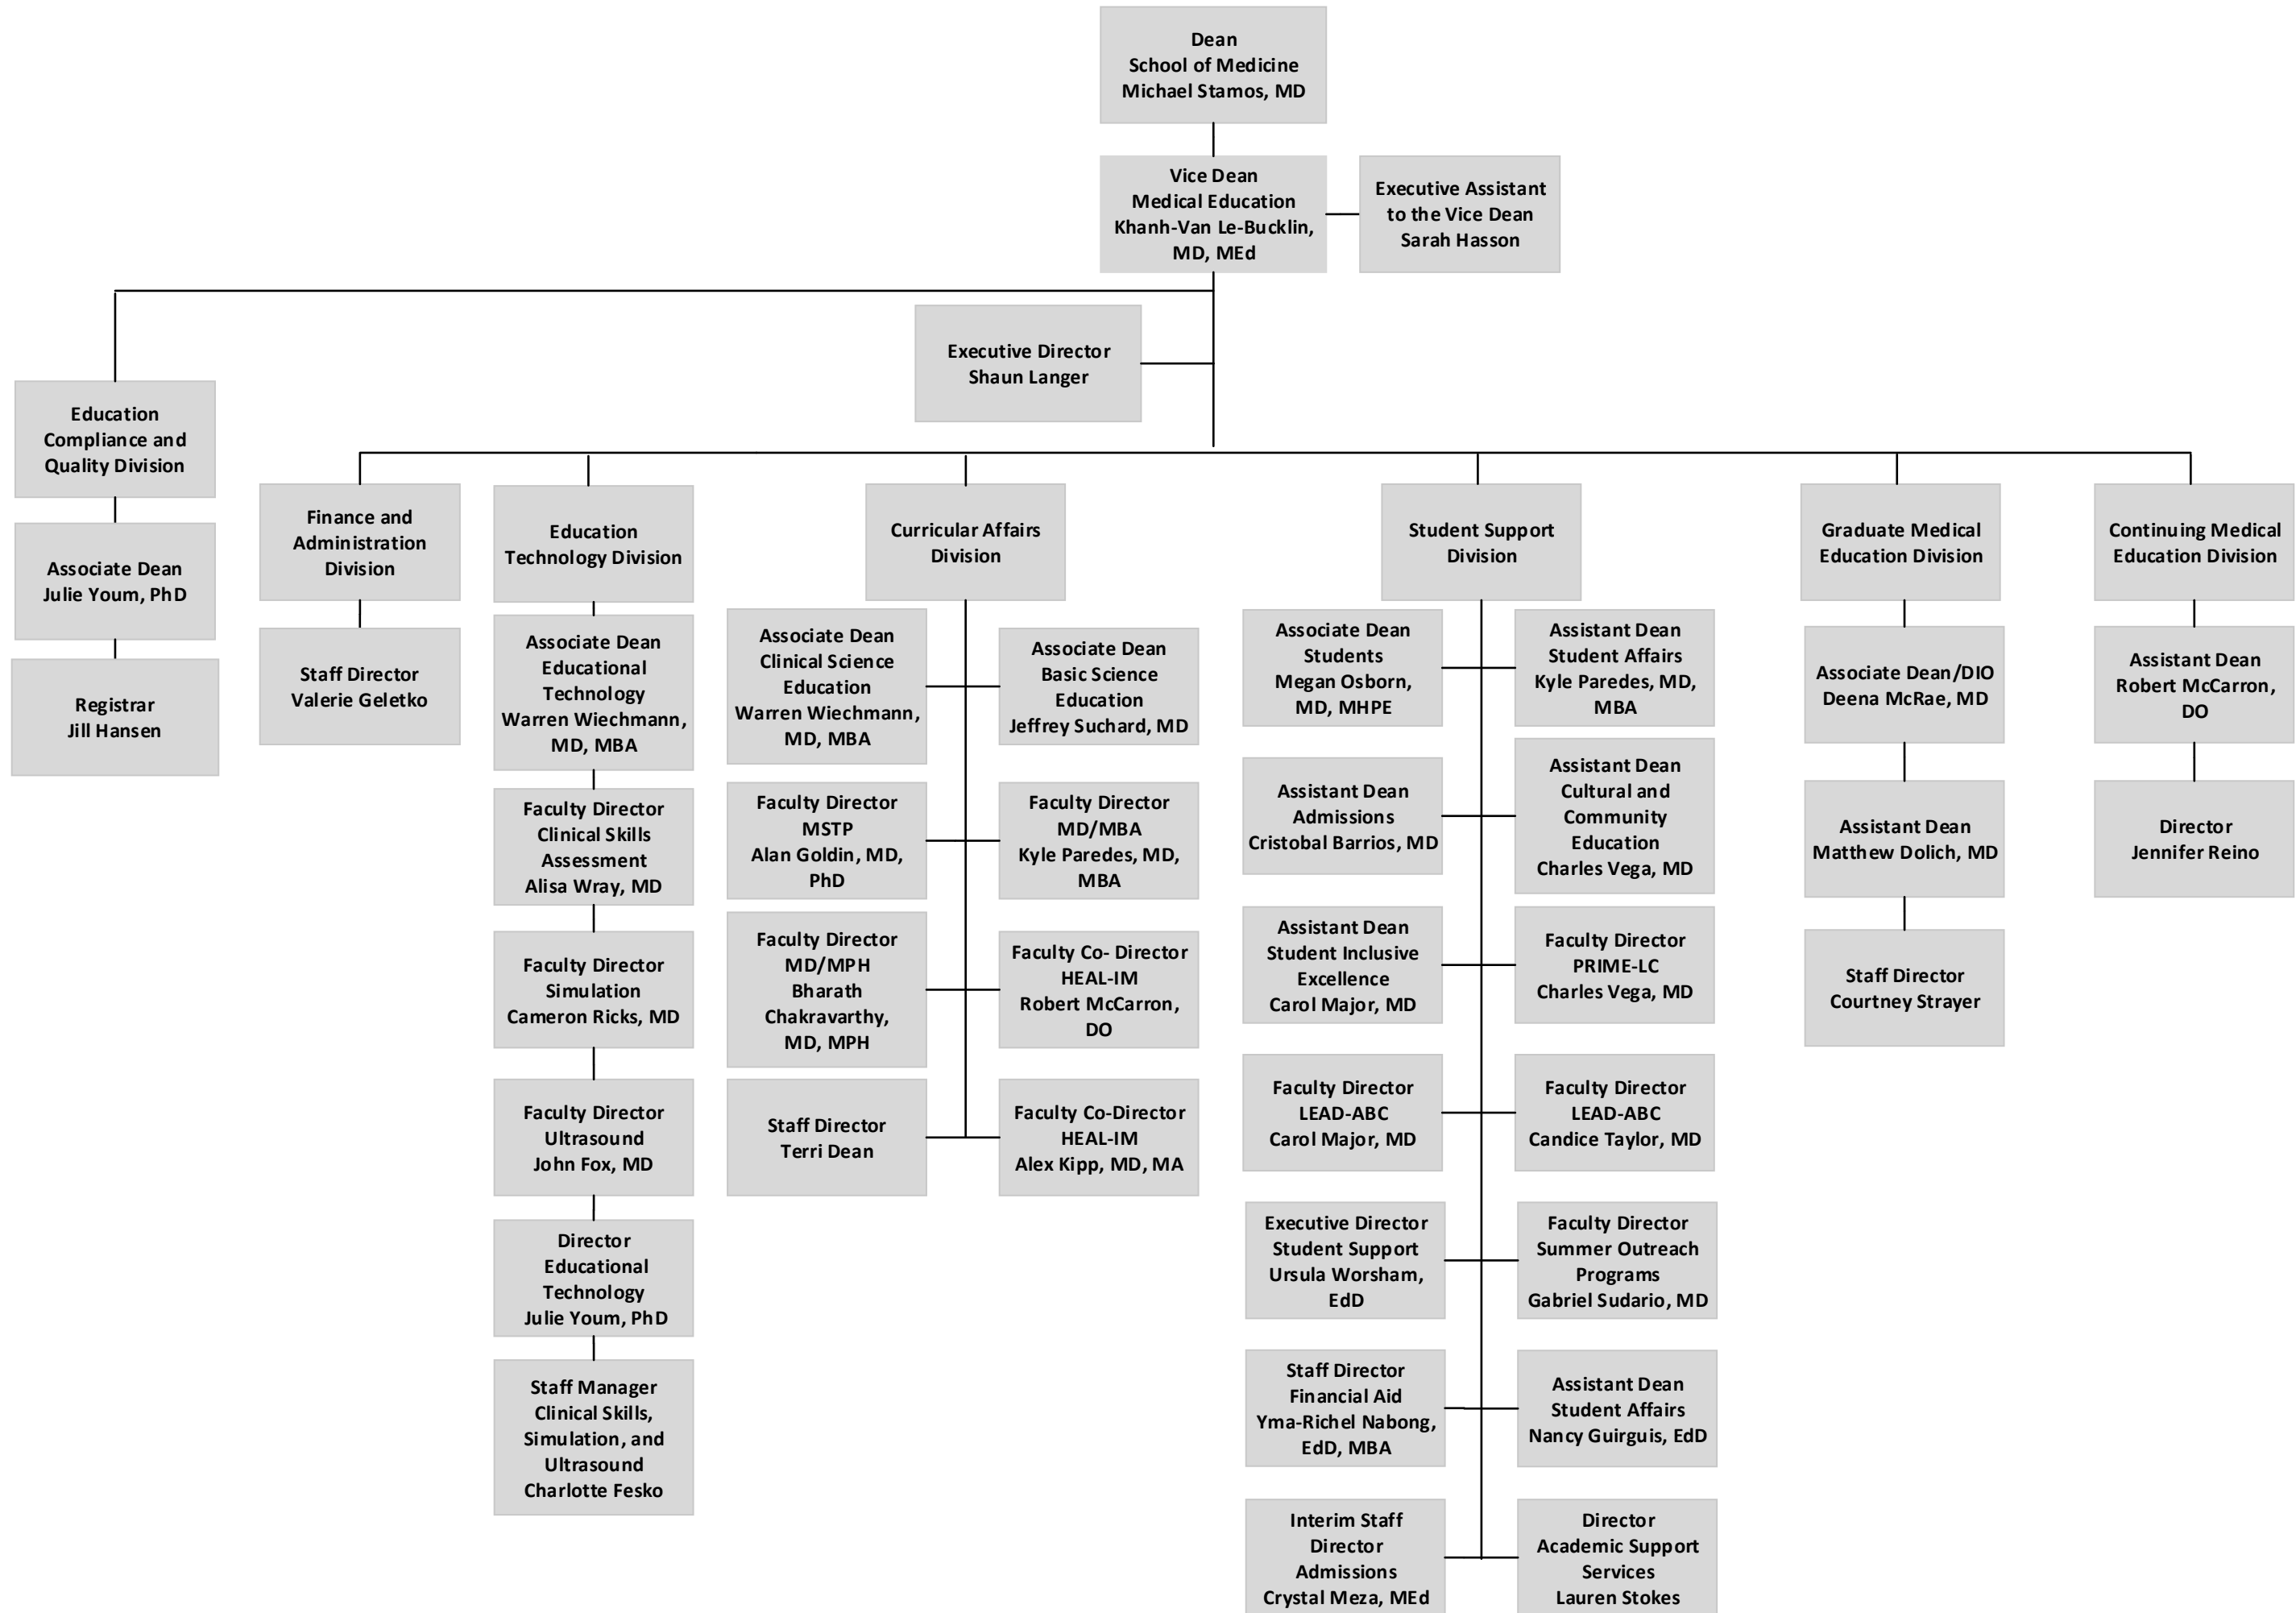 Dean
School of Medicine
Michael Stamos, MD
Vice Dean
Medical Education
Khanh-Van Le-Bucklin,
MD, MEd
Executive Assistant
to the Vice Dean
Sarah Hasson
Executive Director
Shaun Langer
Education
Compliance and
Quality Division
Associate Dean
Julie Youm, PhD
Registrar
Jill Hansen
Finance and
Administration
Division
Staff Director
Valerie Geletko
Education
Technology Division
Associate Dean
Educational
Technology
Warren Wiechmann,
MD, MBA
Faculty Director
Clinical Skills
Assessment
Alisa Wray, MD
Faculty Director
Simulation
Cameron Ricks, MD
Faculty Director
Ultrasound
John Fox, MD
Director
Educational
Technology
Julie Youm, PhD
Staff Manager
Clinical Skills,
Simulation, and
Ultrasound
Charlotte Fesko
Curricular Affairs
Division
Associate Dean
Clinical Science
Education
Warren Wiechmann,
MD, MBA
Associate Dean
Basic Science
Education
Jeffrey Suchard, MD
Faculty Director
MSTP
Alan Goldin, MD,
PhD
Faculty Director
MD/MBA
Kyle Paredes, MD,
MBA
Faculty Director
MD/MPH
Bharath
Chakravarthy,
MD, MPH
Faculty Co- Director
HEAL-IM
Robert McCarron,
DO
Staff Director
Terri Dean
Faculty Co-Director
HEAL-IM
Alex Kipp, MD, MA
Student Support
Division
Associate Dean
Students
Megan Osborn,
MD, MHPE
Assistant Dean
Student Affairs
Kyle Paredes, MD,
MBA
Assistant Dean
Admissions
Cristobal Barrios, MD
Assistant Dean
Cultural and
Community
Education
Charles Vega, MD
Assistant Dean
Student Inclusive
Excellence
Carol Major, MD
Faculty Director
PRIME-LC
Charles Vega, MD
Faculty Director
LEAD-ABC
Carol Major, MD
Faculty Director
LEAD-ABC
Candice Taylor, MD
Executive Director
Student Support
Ursula Worsham,
EdD
Faculty Director
Summer Outreach
Programs
Gabriel Sudario, MD
Staff Director
Financial Aid
Yma-Richel Nabong,
EdD, MBA
Assistant Dean
Student Affairs
Nancy Guirguis, EdD
Interim Staff
Director
Admissions
Crystal Meza, MEd
Director
Academic Support
Services
Lauren Stokes
Graduate Medical
Education Division
Associate Dean/DIO
Deena McRae, MD
Assistant Dean
Matthew Dolich, MD
Staff Director
Courtney Strayer
Continuing Medical
Education Division
Assistant Dean
Robert McCarron,
DO
Director
Jennifer Reino